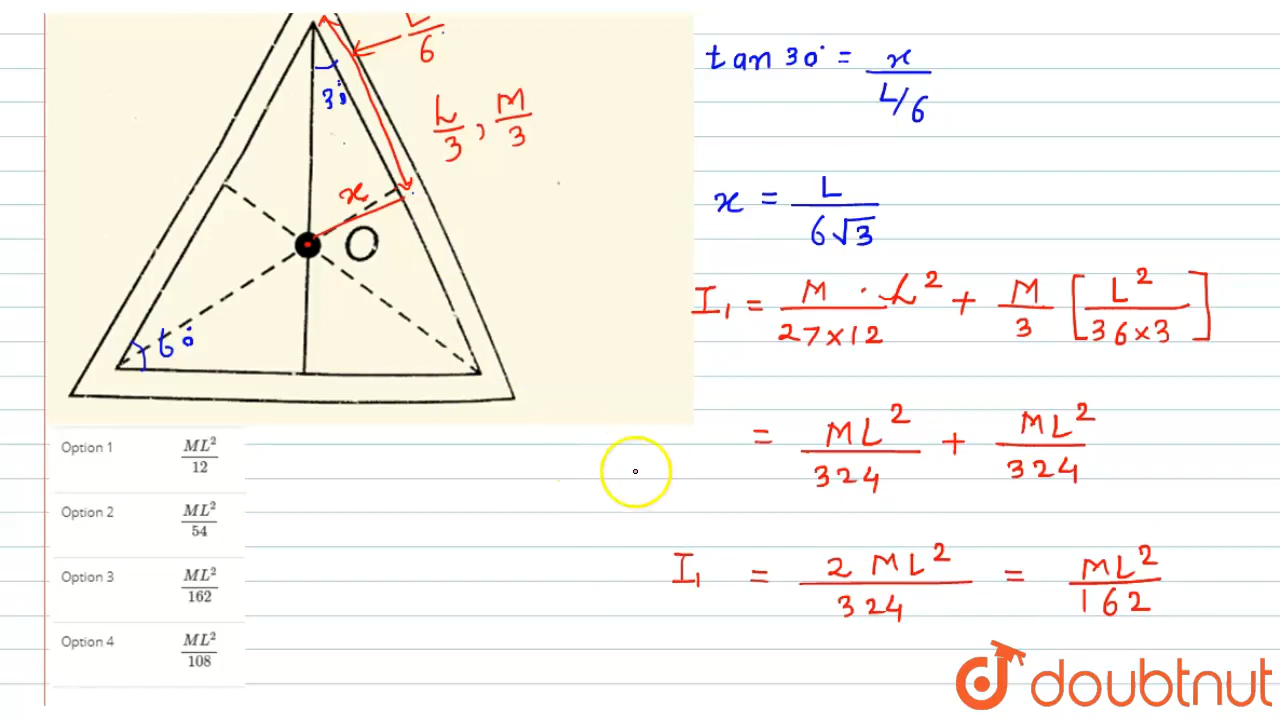 L/6
30°
L/3, M/3
x
O
60°
tan 30° = x/(L/6)
x = L/(6√3)
I₁ = M/(27×12) · L² + M/3 [L²/(36×3)]
= ML²/324 + ML²/324
I₁ = 2 ML²/324 = ML²/162
Option 1 ML²/12
Option 2 ML²/54
Option 3 ML²/162
Option 4 ML²/108
doubtnut